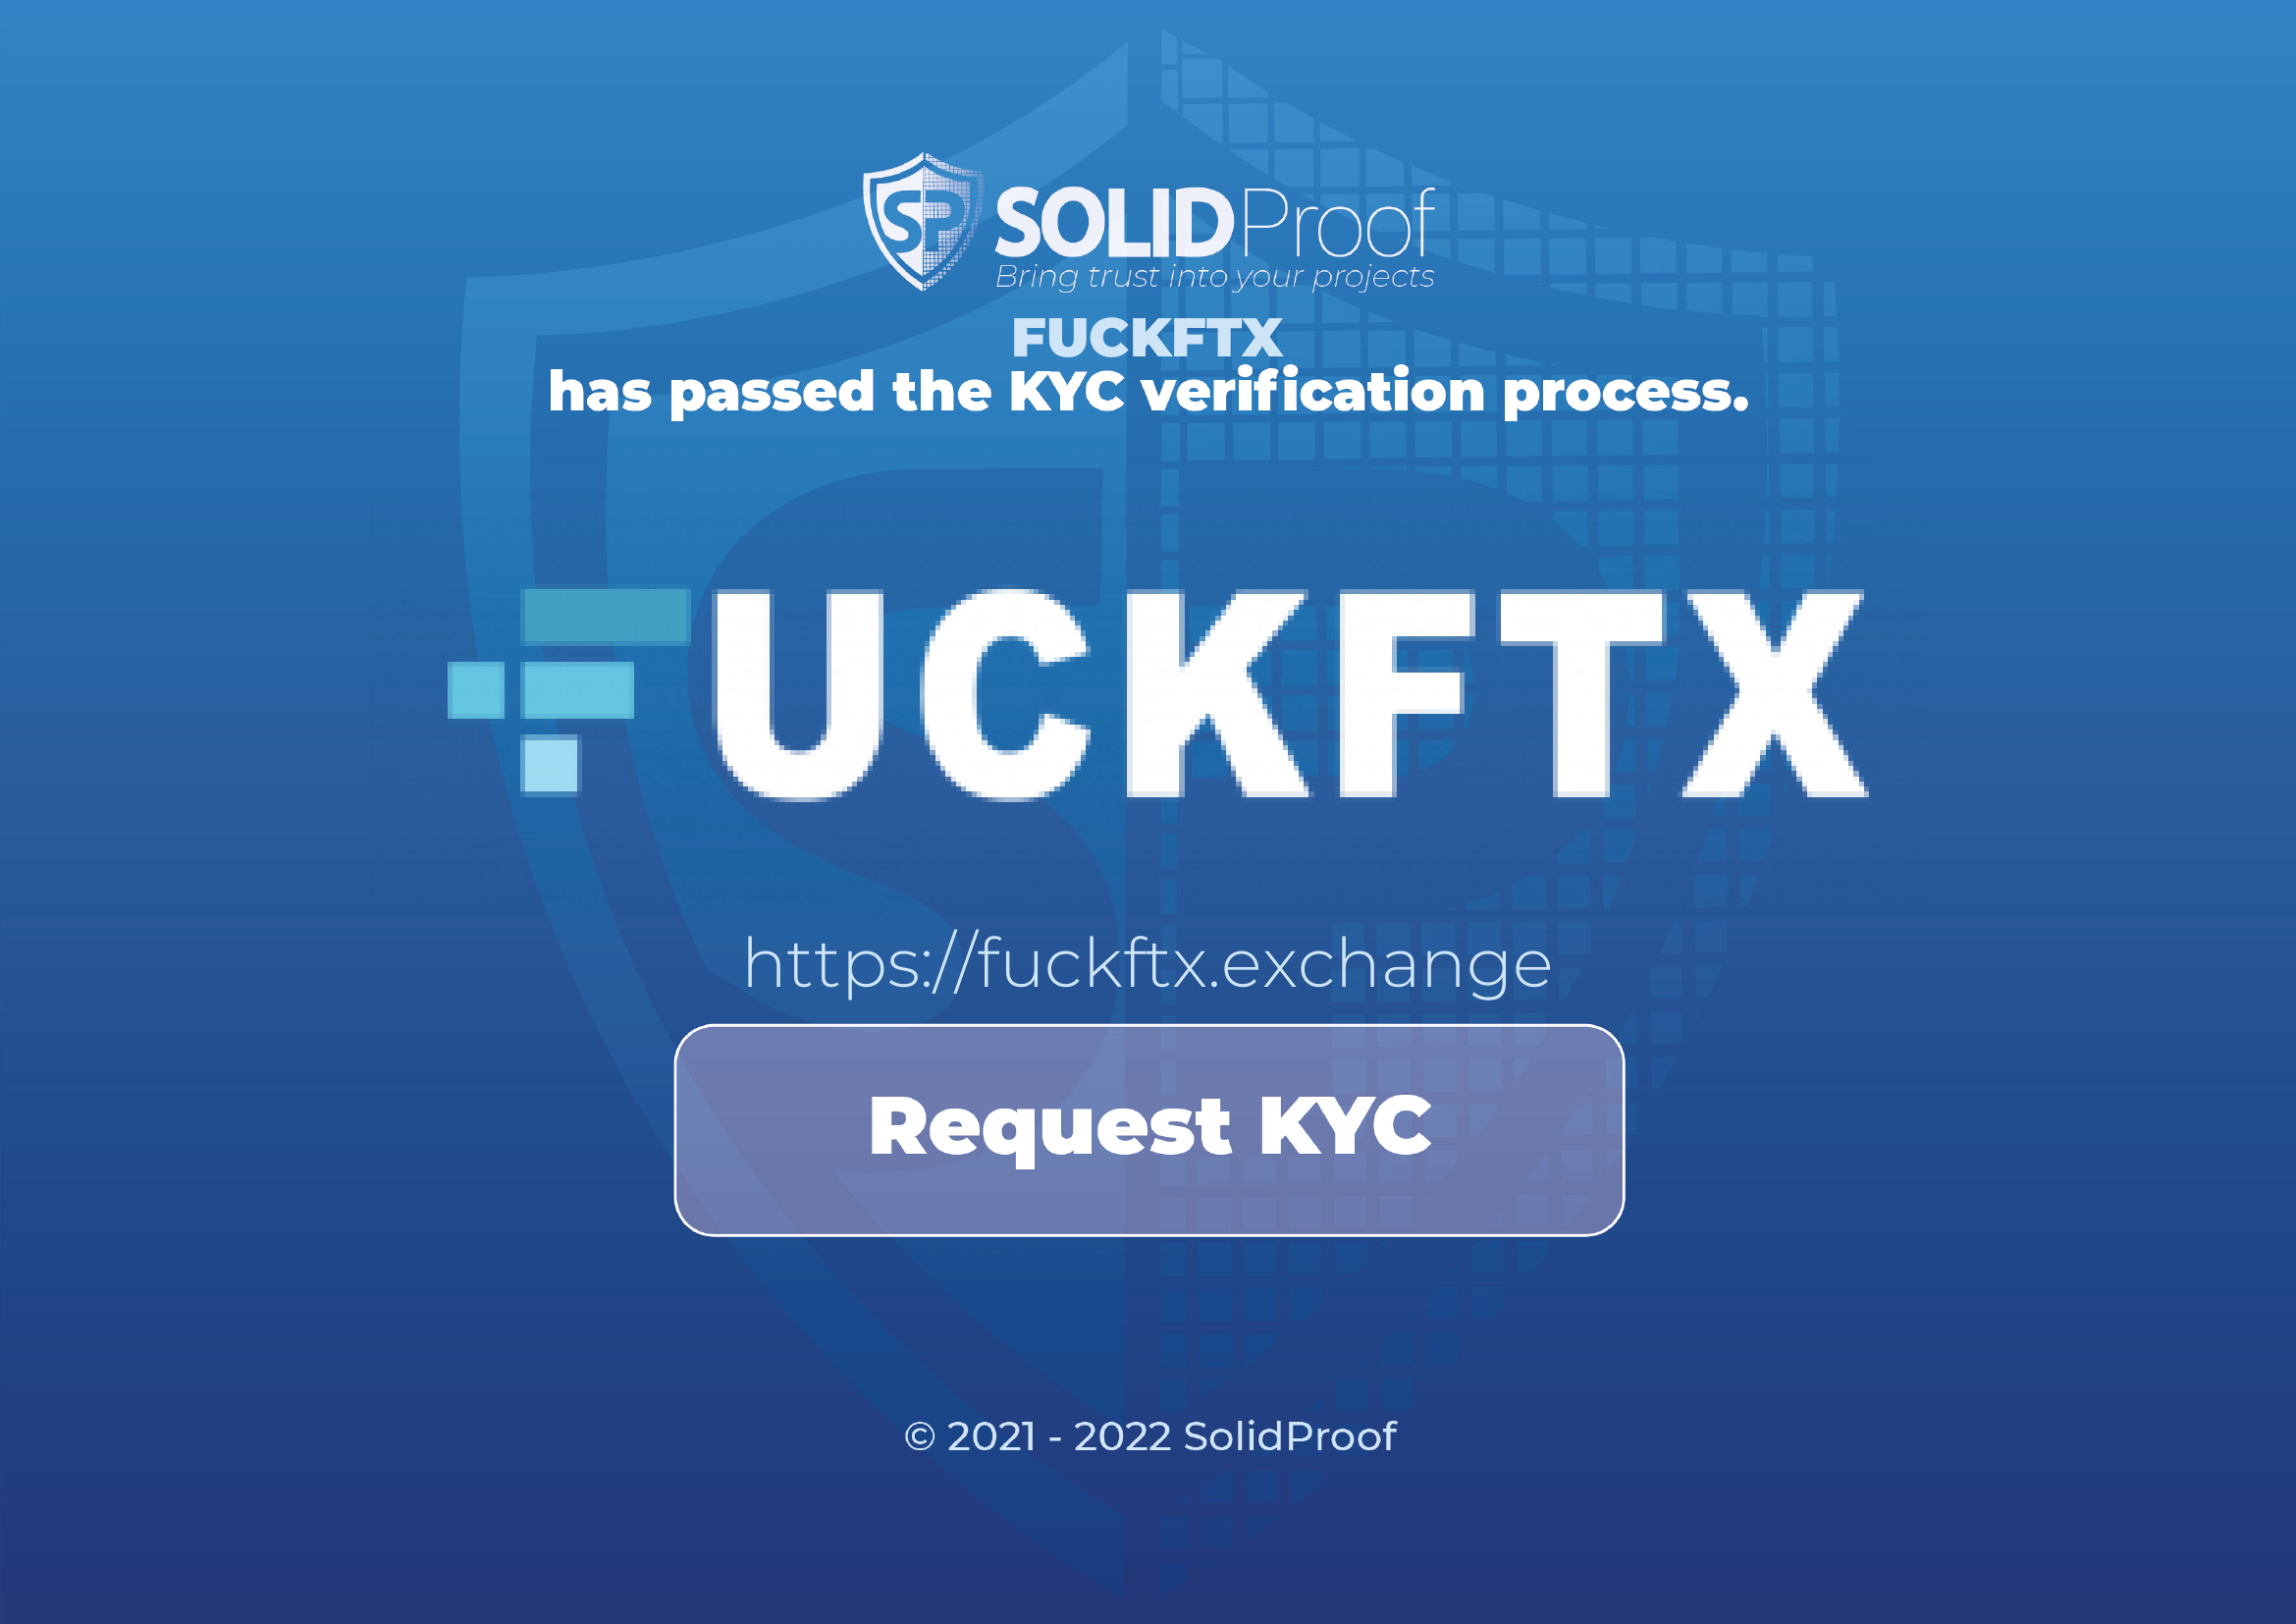 SOLIDProof
Bring trust into your projects
FUCKFTX
has passed the KYC verification process.
FUCKFTX
https://fuckftx.exchange
Request KYC
© 2021 - 2022 SolidProof